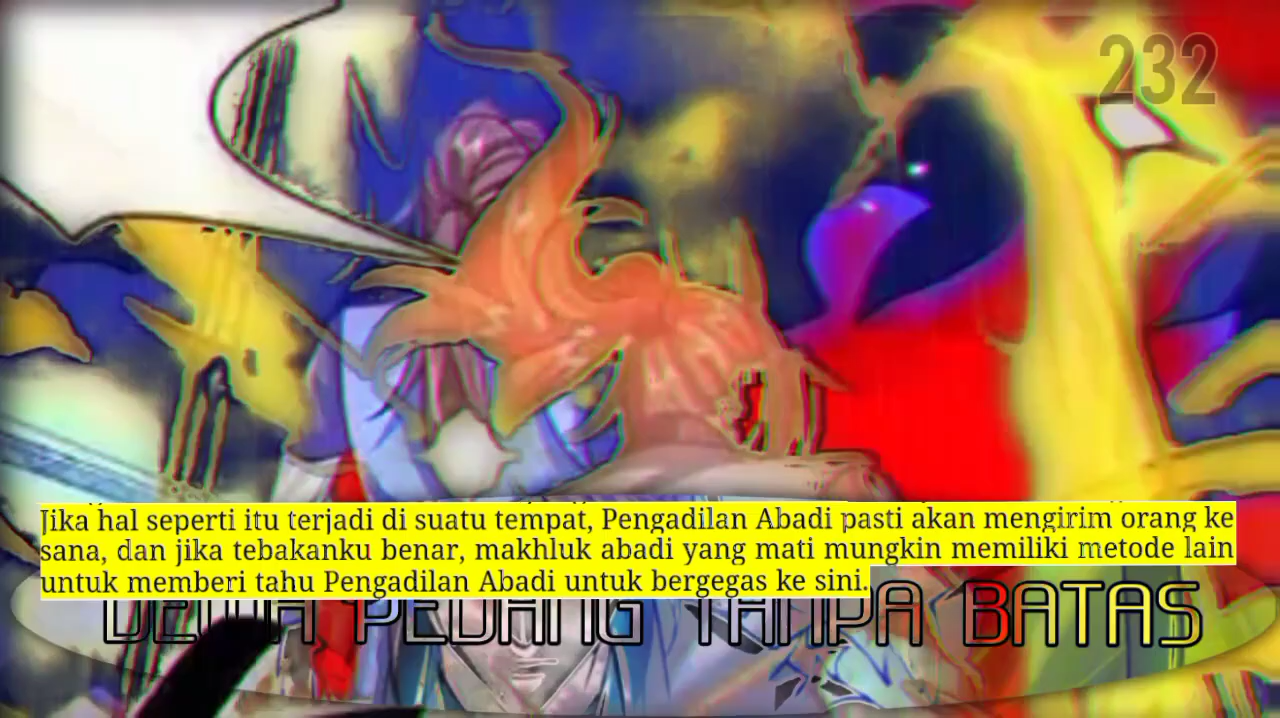 232
Jika hal seperti itu terjadi di suatu tempat, Pengadilan Abadi pasti akan mengirim orang ke
sana, dan jika tebakanku benar, makhluk abadi yang mati mungkin memiliki metode lain
untuk memberi tahu Pengadilan Abadi untuk bergegas ke sini.
DEWA PEDANG TANPA BATAS